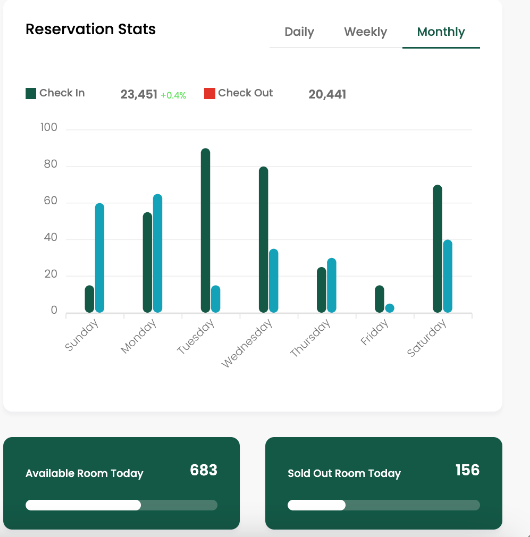 Reservation Stats
Daily Weekly Monthly
Check In 23,451 +0.4% Check Out 20,441
100
80
60
40
20
0
Sunday Monday Tuesday Wednesday Thursday Friday Saturday
Available Room Today 683
Sold Out Room Today 156